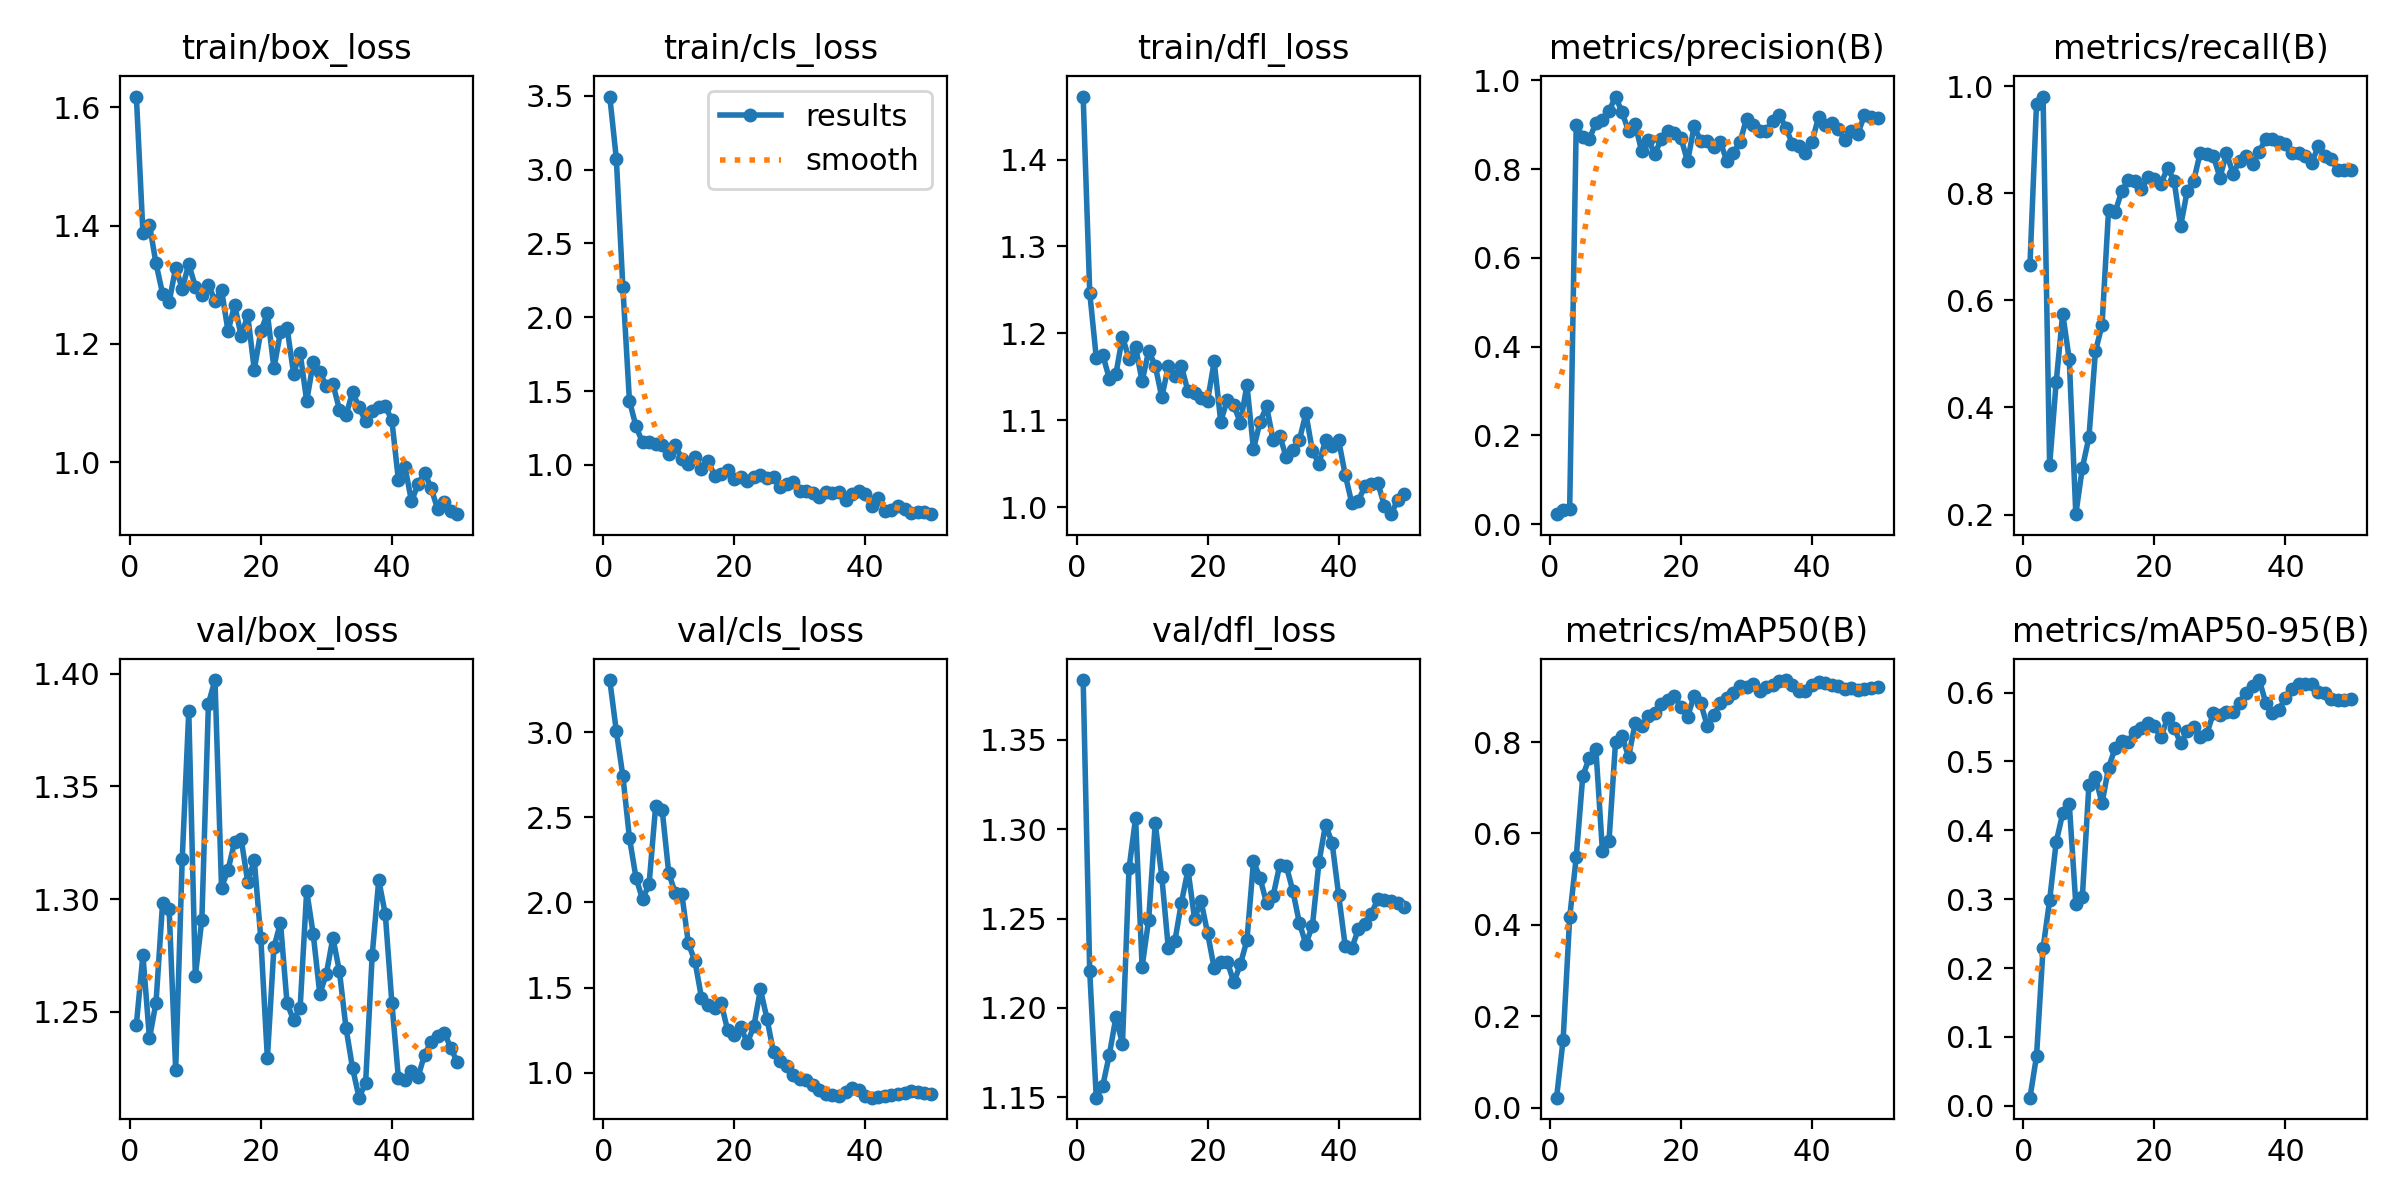 train/box_loss
train/cls_loss
train/dfl_loss
metrics/precision(B)
metrics/recall(B)
1.6
1.4
1.2
1.0
0 20 40
3.5
3.0
2.5
2.0
1.5
1.0
results
smooth
0 20 40
1.4
1.3
1.2
1.1
1.0
0 20 40
1.0
0.8
0.6
0.4
0.2
0.0
0 20 40
1.0
0.8
0.6
0.4
0.2
0 20 40
val/box_loss
val/cls_loss
val/dfl_loss
metrics/mAP50(B)
metrics/mAP50-95(B)
1.40
1.35
1.30
1.25
0 20 40
3.0
2.5
2.0
1.5
1.0
0 20 40
1.35
1.30
1.25
1.20
1.15
0 20 40
0.8
0.6
0.4
0.2
0.0
0 20 40
0.6
0.5
0.4
0.3
0.2
0.1
0.0
0 20 40